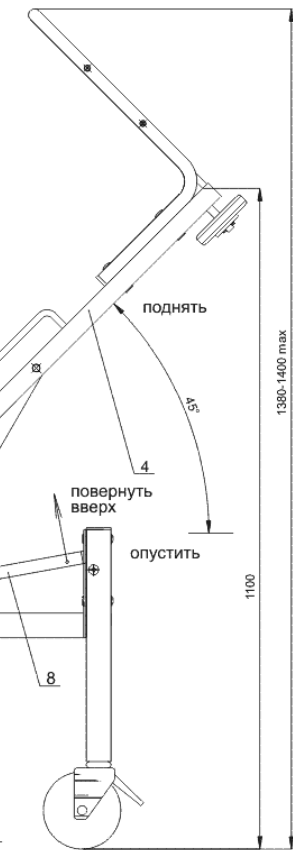 поднять
1380-1400 max
45°
4
повернуть
вверх
опустить
1100
8